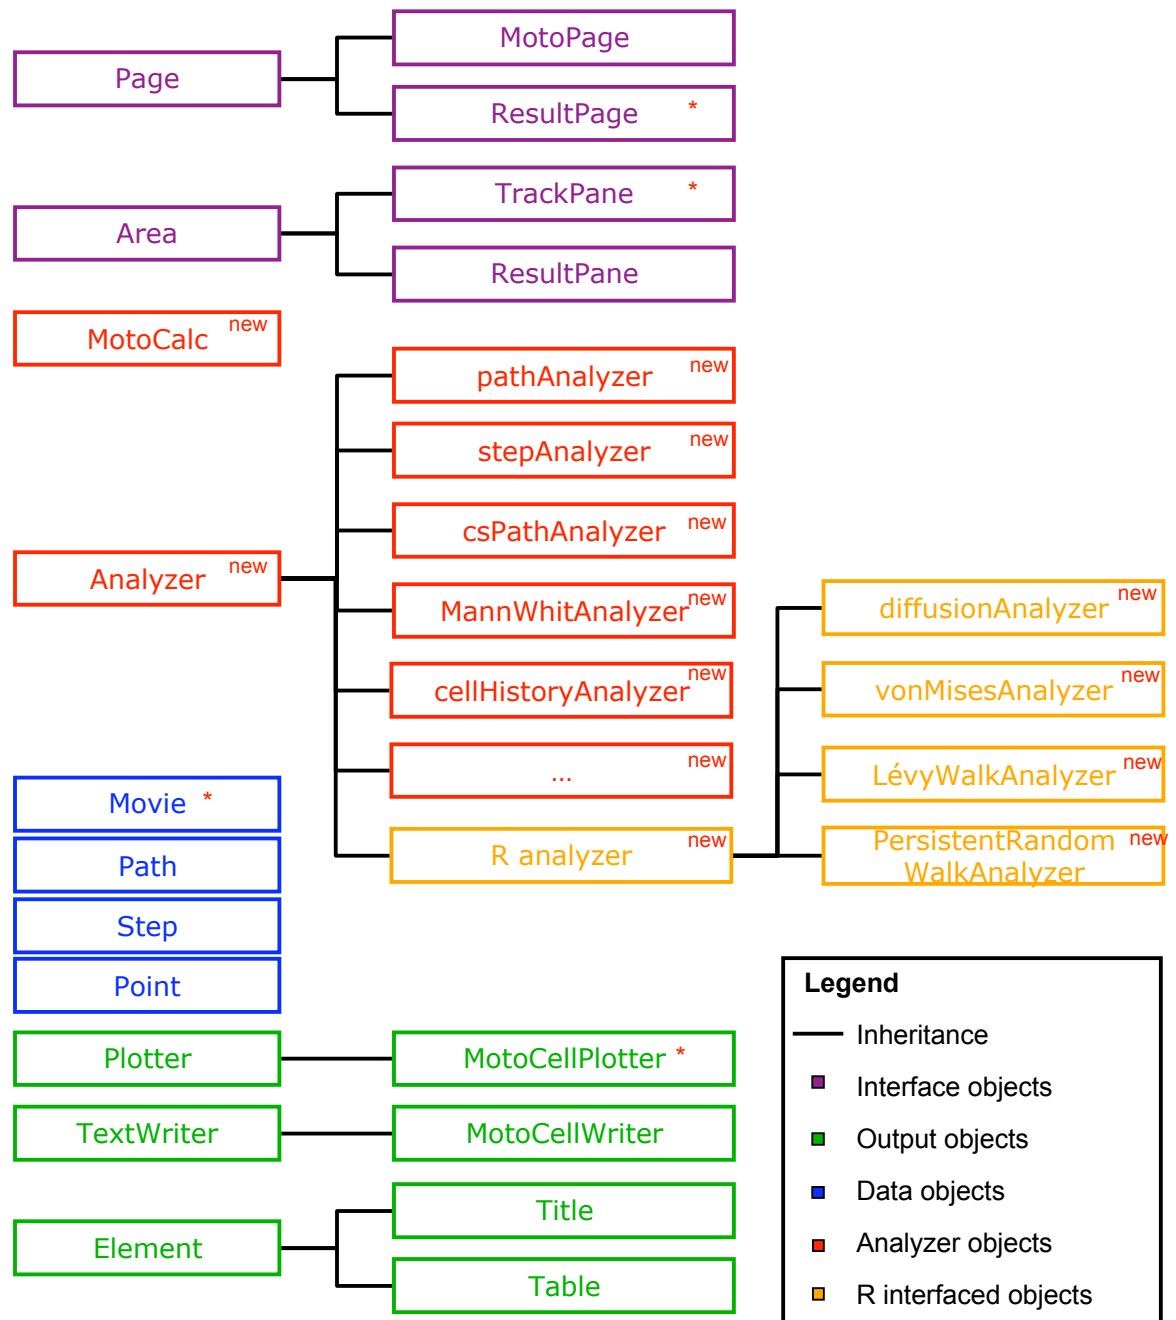 Page
MotoPage
ResultPage *
Area
TrackPane *
ResultPane
MotoCalc new
Analyzer new
pathAnalyzer new
stepAnalyzer new
csPathAnalyzer new
MannWhitAnalyzer new
cellHistoryAnalyzer new
... new
R analyzer new
diffusionAnalyzer new
vonMisesAnalyzer new
LévyWalkAnalyzer new
PersistentRandom new
WalkAnalyzer
Movie *
Path
Step
Point
Plotter
MotoCellPlotter *
TextWriter
MotoCellWriter
Element
Title
Table
Legend
Inheritance
Interface objects
Output objects
Data objects
Analyzer objects
R interfaced objects